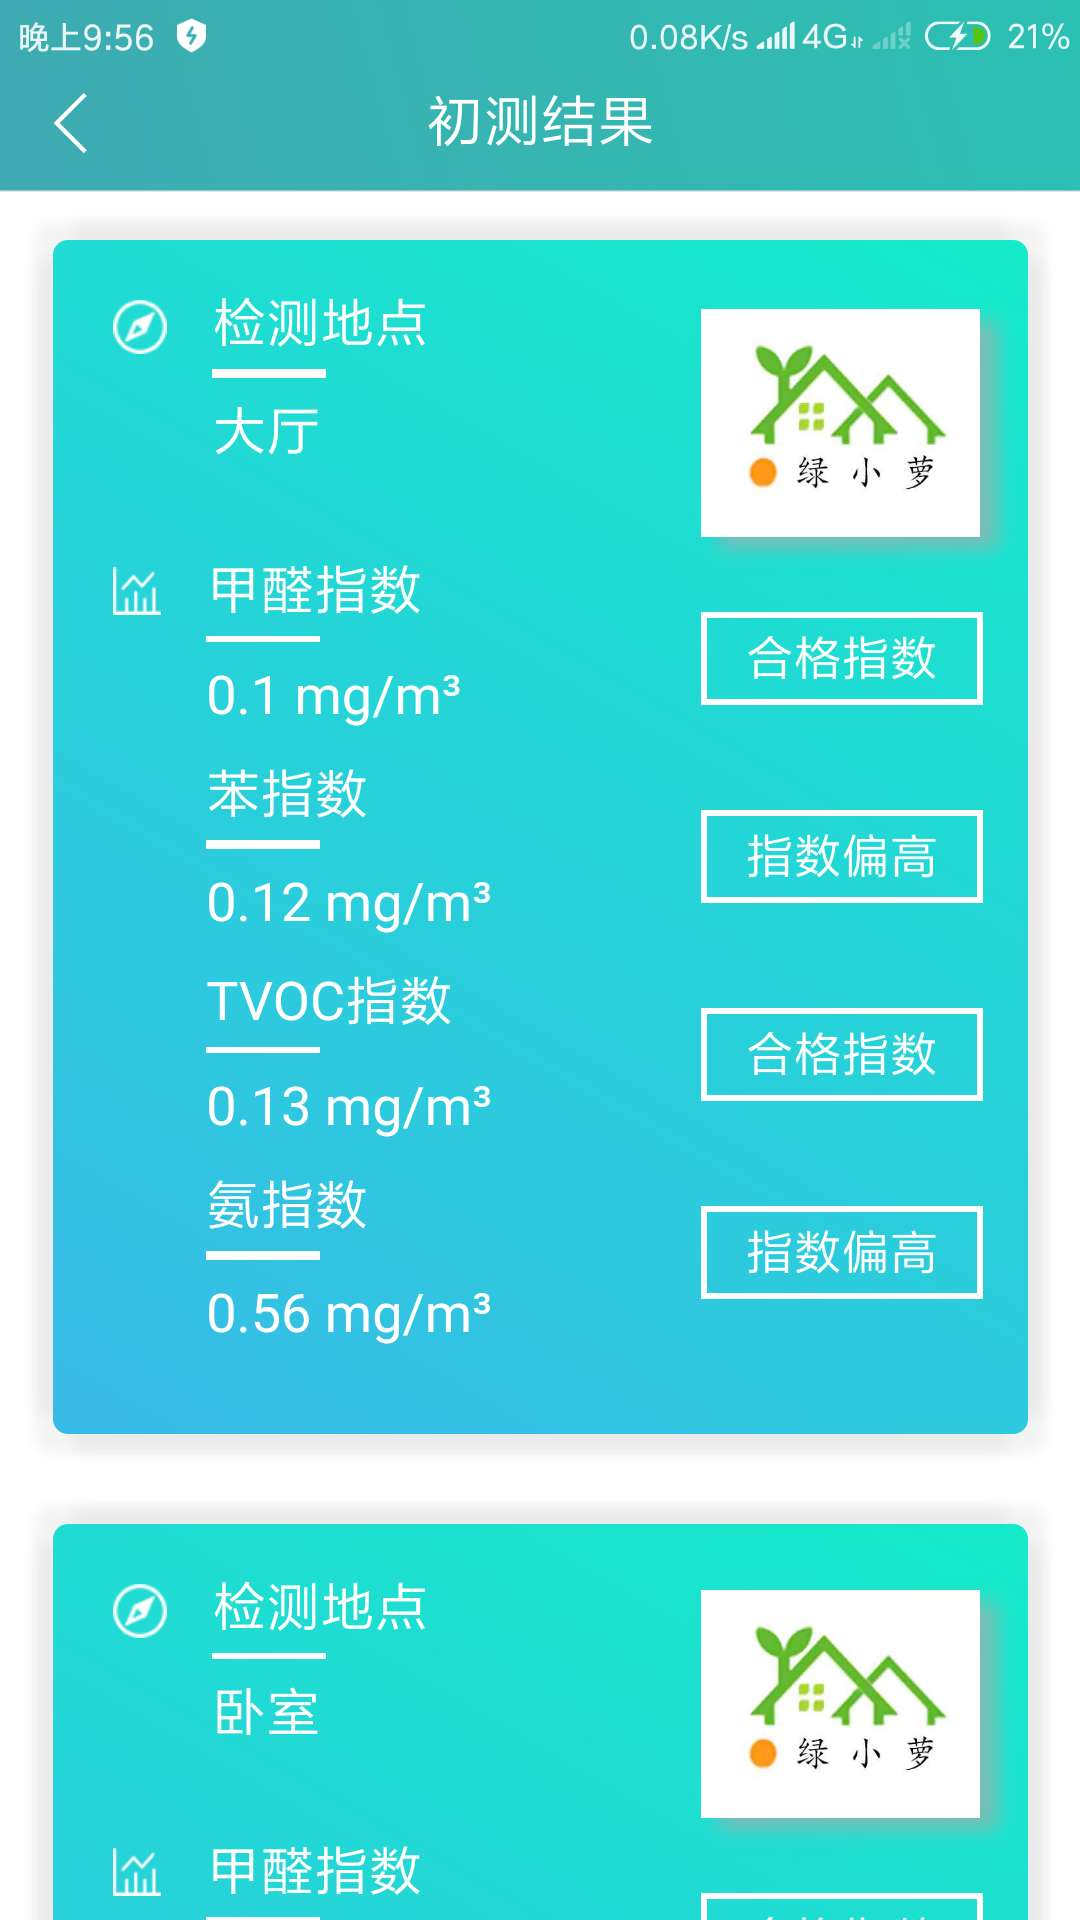 晚上9:56 0.08K/s 4G 21%
初测结果
检测地点
大厅
绿小萝
甲醛指数
合格指数
0.1 mg/m³
苯指数
指数偏高
0.12 mg/m³
TVOC指数
合格指数
0.13 mg/m³
氨指数
指数偏高
0.56 mg/m³
检测地点
卧室
绿小萝
甲醛指数